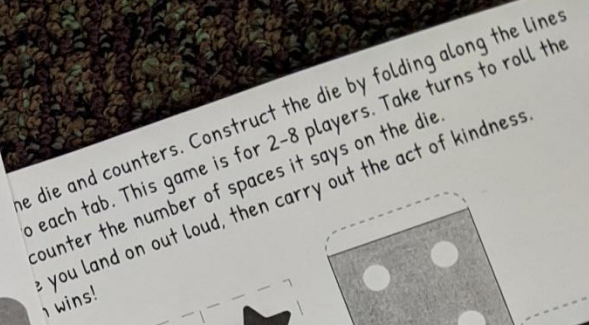 he die and counters. Construct the die by folding along the lines
o each tab. This game is for 2-8 players. Take turns to roll the
counter the number of spaces it says on the die.
e you land on out loud, then carry out the act of kindness.
n wins!